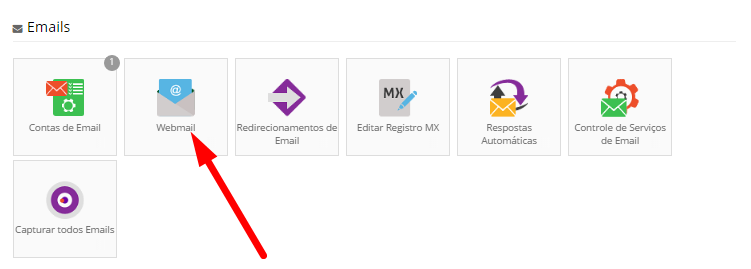 Emails
1
Contas de Email
@
Webmail
Redirecionamentos de
Email
MX
Editar Registro MX
Respostas
Automáticas
Controle de Serviços
de Email
Capturar todos Emails